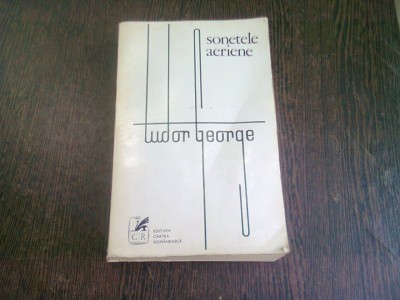 sonetele
aeriene
tudor george
C R
EDITURA
CARTEA
ROMÂNEASCĂ